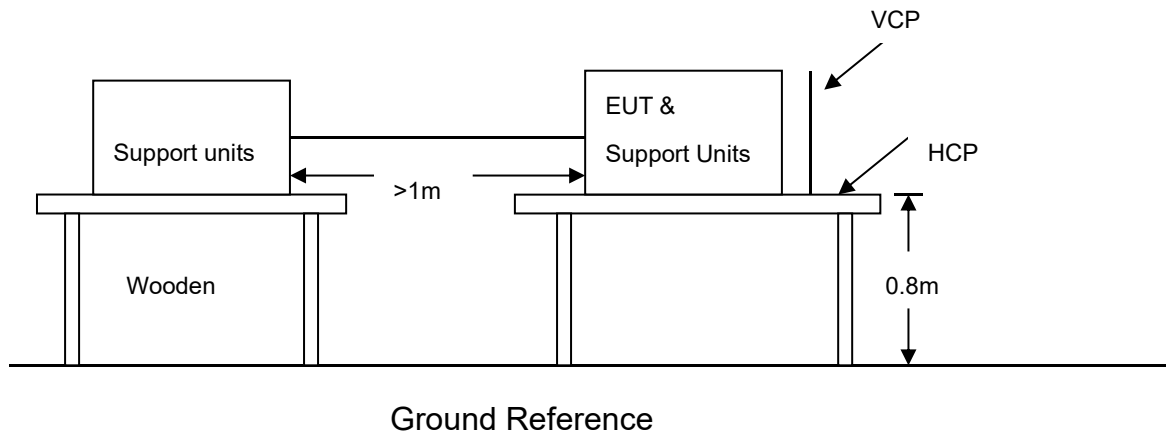 VCP
EUT &
Support units
Support Units
HCP
>1m
Wooden
0.8m
Ground Reference